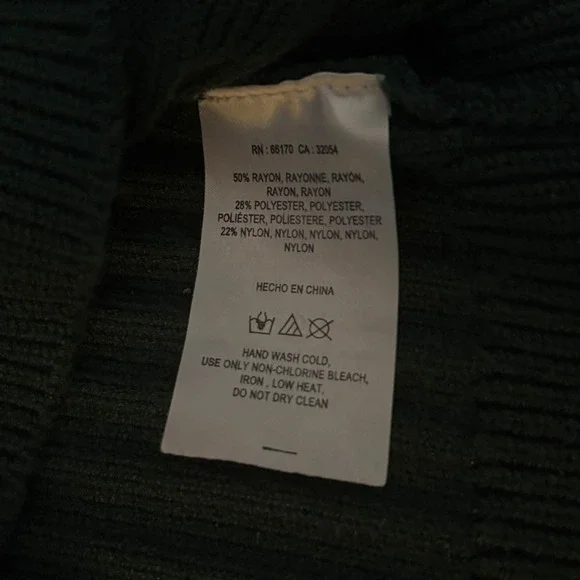 RN : 66170 CA : 32054
50% RAYON, RAYONNE, RAYÓN,
RAYON, RAYON
28% POLYESTER, POLYESTER,
POLIÉSTER, POLIESTERE, POLYESTER
22% NYLON, NYLON, NYLON, NYLON,
NYLON
HECHO EN CHINA
HAND WASH COLD,
USE ONLY NON-CHLORINE BLEACH,
IRON , LOW HEAT,
DO NOT DRY CLEAN